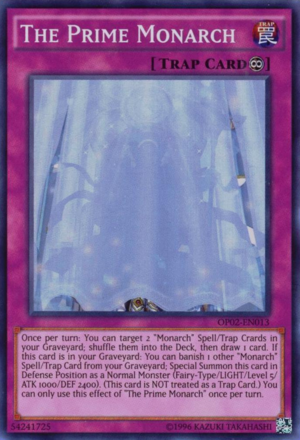 The Prime Monarch
TRAP
罠
[Trap Card]
OP02-EN013
Once per turn: You can target 2 "Monarch" Spell/Trap Crards in
your Graveyard; shuffle them into the Deck, then draw 1 card. If
this card is in your Graveyard: You can banish 1 other "Monarch"
Spell/Trap Card from your Graveyard; Special Summon this card in
Defense Position as a Normal Monster (Fairy-Type/LIGHT/Level 5/
ATK 1000/DEF 2400). (This card is NOT treated as a Trap Card.) You
can only use this effect of "The Prime Monarch" once per turn.
54241725
©1996 KAZUKI TAKAHASHI